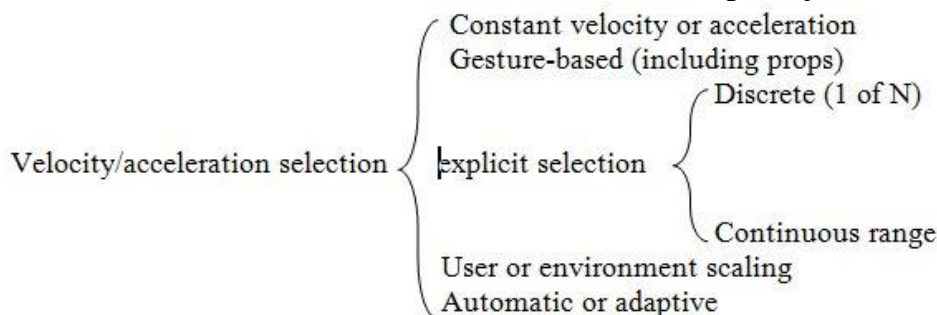 Constant velocity or acceleration
Gesture-based (including props)
Discrete (1 of N)
Velocity/acceleration selection
explicit selection
Continuous range
User or environment scaling
Automatic or adaptive